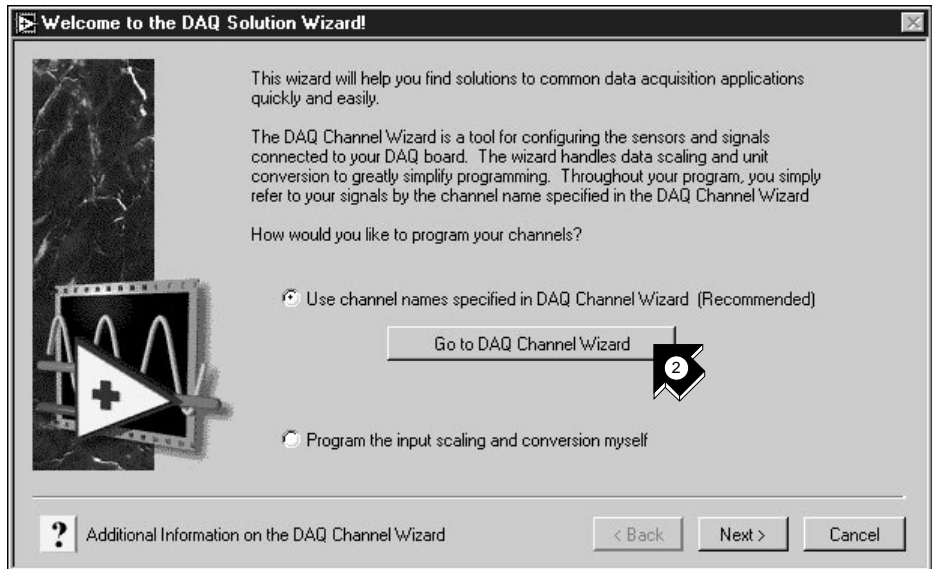 Welcome to the DAQ Solution Wizard!
This wizard will help you find solutions to common data acquisition applications
quickly and easily.
The DAQ Channel Wizard is a tool for configuring the sensors and signals
connected to your DAQ board. The wizard handles data scaling and unit
conversion to greatly simplify programming. Throughout your program, you simply
refer to your signals by the channel name specified in the DAQ Channel Wizard
How would you like to program your channels?
Use channel names specified in DAQ Channel Wizard (Recommended)
Go to DAQ Channel Wizard
2
Program the input scaling and conversion myself
? Additional Information on the DAQ Channel Wizard
< Back Next > Cancel